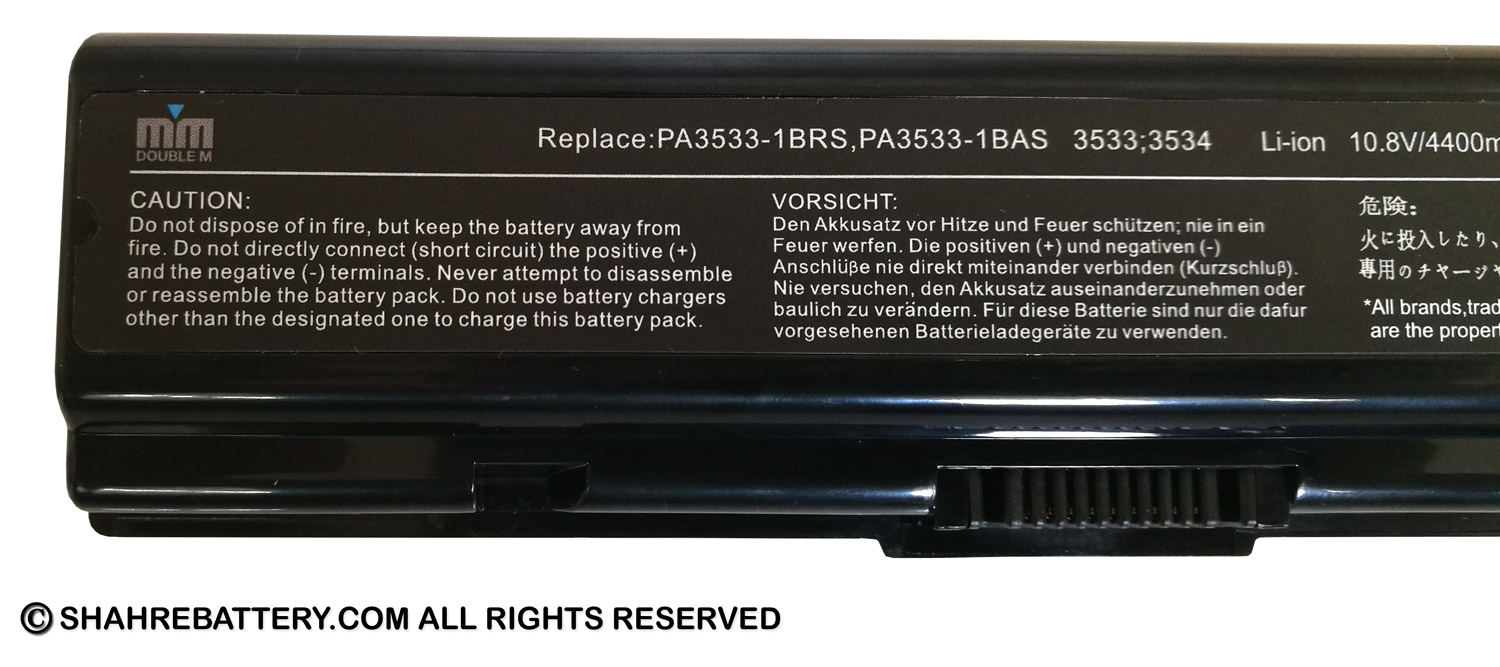 mm
DOUBLE M
Replace:PA3533-1BRS,PA3533-1BAS 3533;3534 Li-ion 10.8V/4400m
CAUTION:
Do not dispose of in fire, but keep the battery away from
fire. Do not directly connect (short circuit) the positive (+)
and the negative (-) terminals. Never attempt to disassemble
or reassemble the battery pack. Do not use battery chargers
other than the designated one to charge this battery pack.
VORSICHT:
Den Akkusatz vor Hitze und Feuer schützen; nie in ein
Feuer werfen. Die positiven (+) und negativen (-)
Anschlüße nie direkt miteinander verbinden (Kurzschluß).
Nie versuchen, den Akkusatz auseinanderzunehmen oder
baulich zu verändern. Für diese Batterie sind nur die dafur
vorgesehenen Batterieladegeräte zu verwenden.
危険:
火に投入したり、
専用のチャージャ
*All brands,trad
are the propert
© SHAHREBATTERY.COM ALL RIGHTS RESERVED